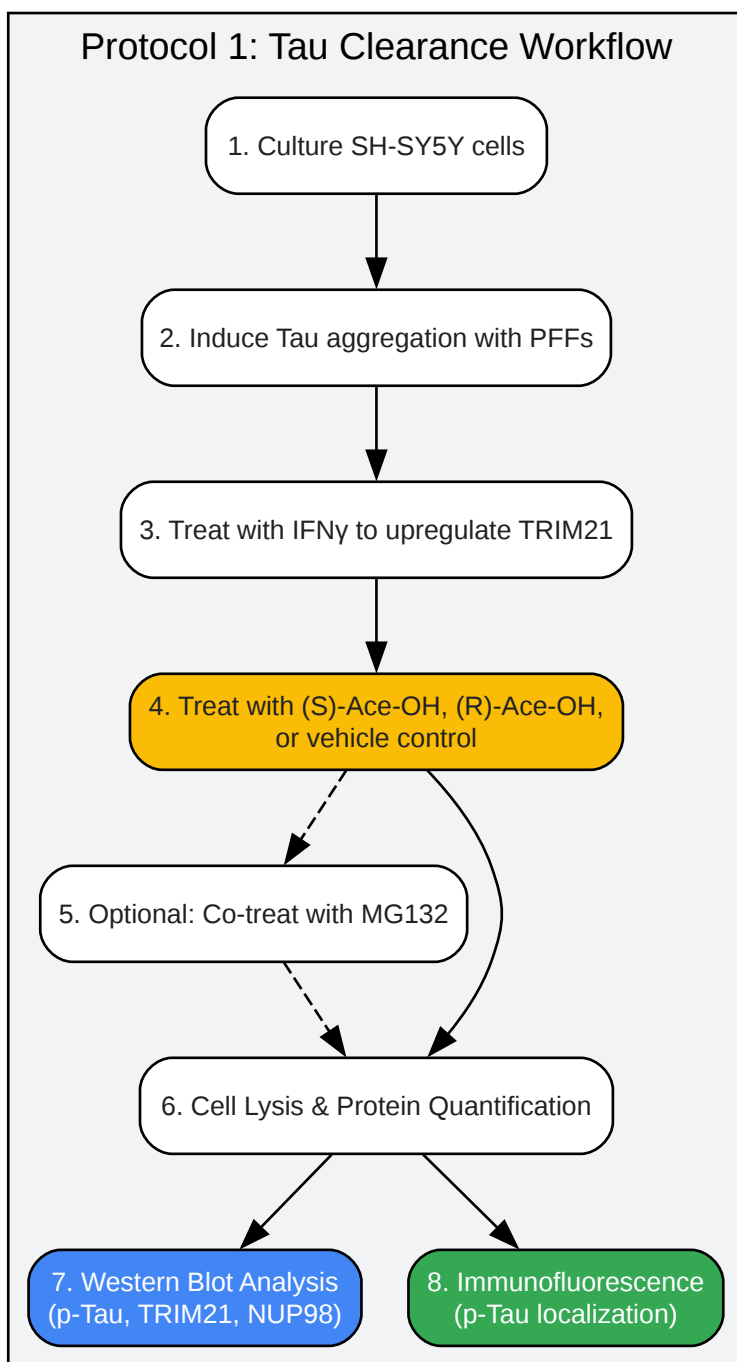 Protocol 1: Tau Clearance Workflow
1. Culture SH-SY5Y cells
2. Induce Tau aggregation with PFFs
3. Treat with IFNγ to upregulate TRIM21
4. Treat with (S)-Ace-OH, (R)-Ace-OH,
or vehicle control
5. Optional: Co-treat with MG132
6. Cell Lysis & Protein Quantification
7. Western Blot Analysis
(p-Tau, TRIM21, NUP98)
8. Immunofluorescence
(p-Tau localization)